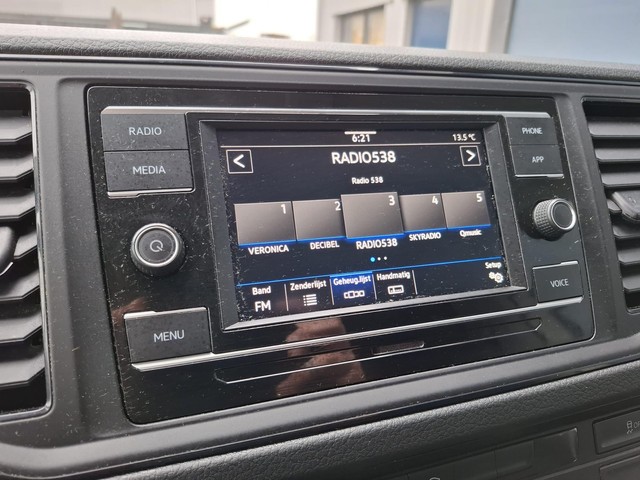 RADIO
MEDIA
MENU
6:21
13.5 °C
RADIO538
Radio 538
1 2 3 4 5
VERONICA DECIBEL RADIO538 SKYRADIO Qmusic
Band FM
Zenderlijst
Geheug.lijst
Handmatig
Setup
PHONE
APP
VOICE